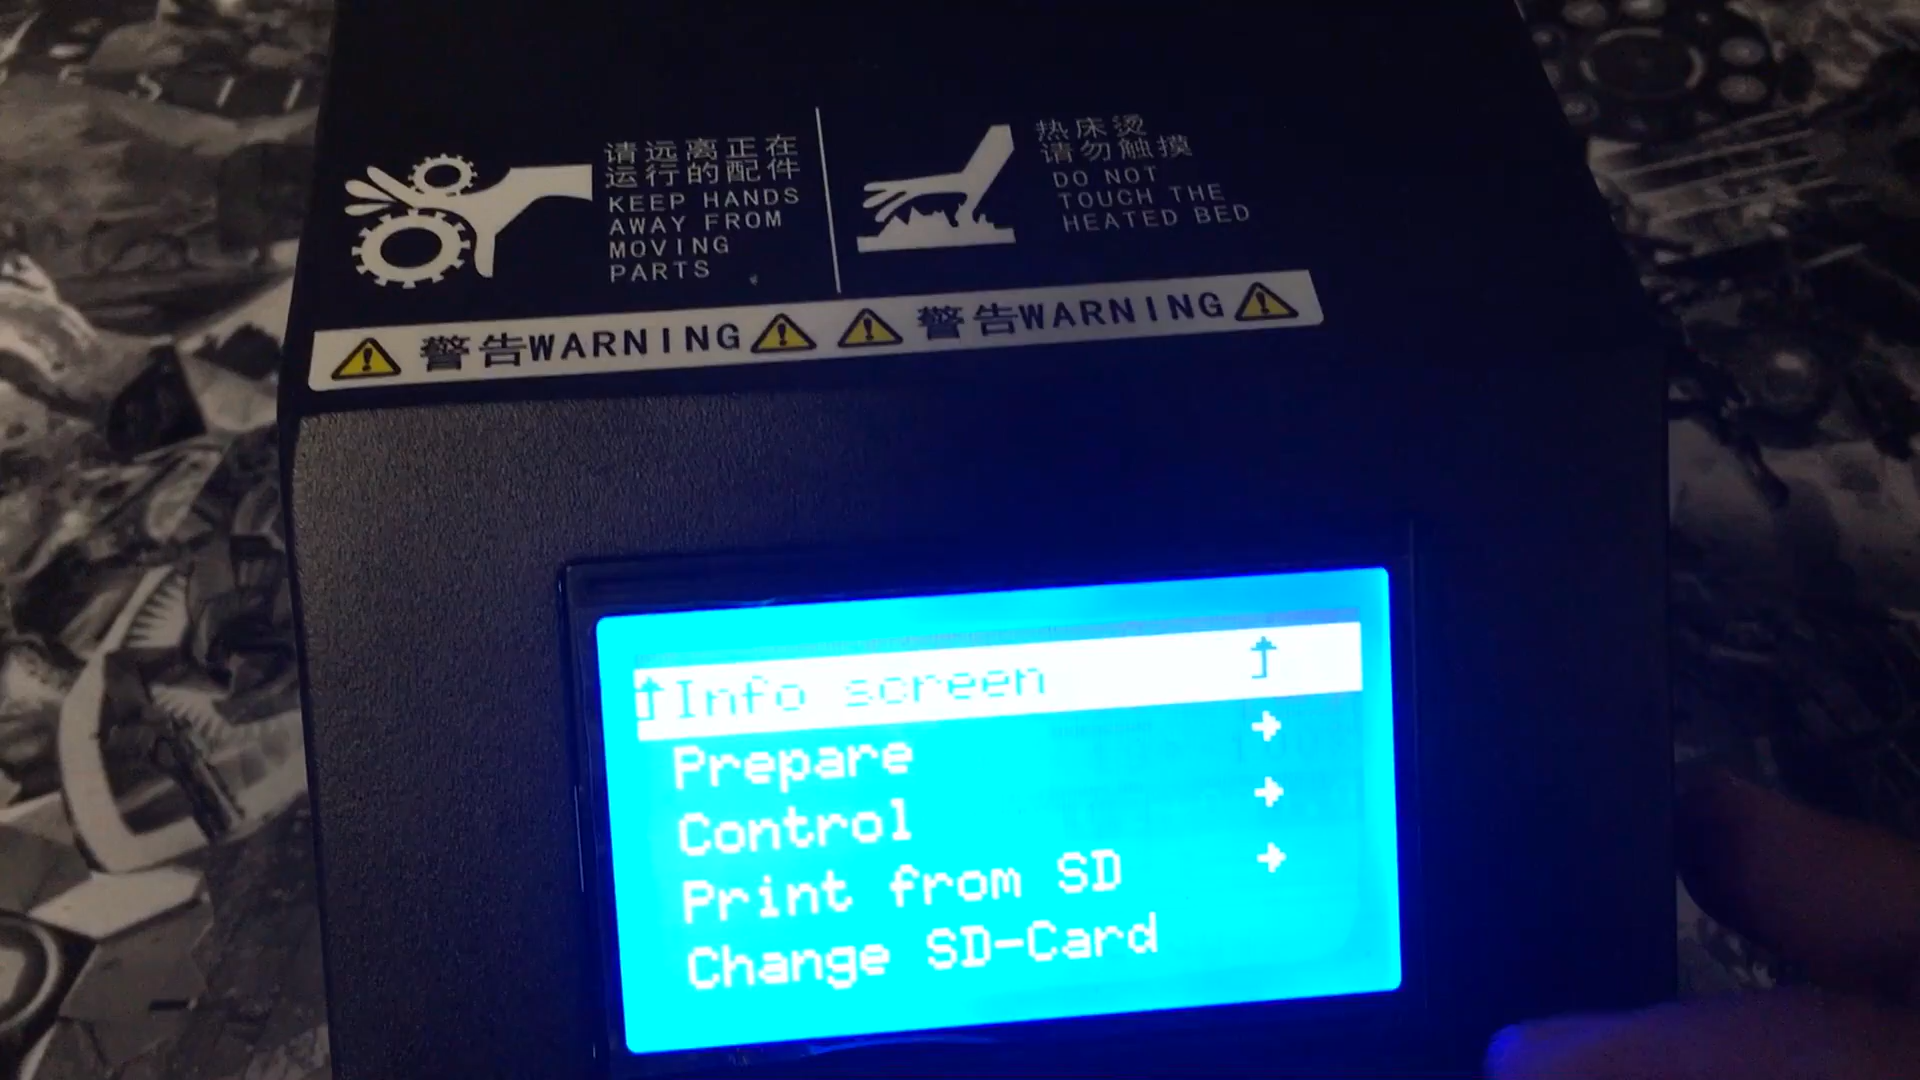 请远离正在
运行的配件
KEEP HANDS
AWAY FROM
MOVING
PARTS
热床烫
请勿触摸
DO NOT
TOUCH THE
HEATED BED
警告WARNING
警告WARNING
Info screen
Prepare
Control
Print from SD
Change SD-Card